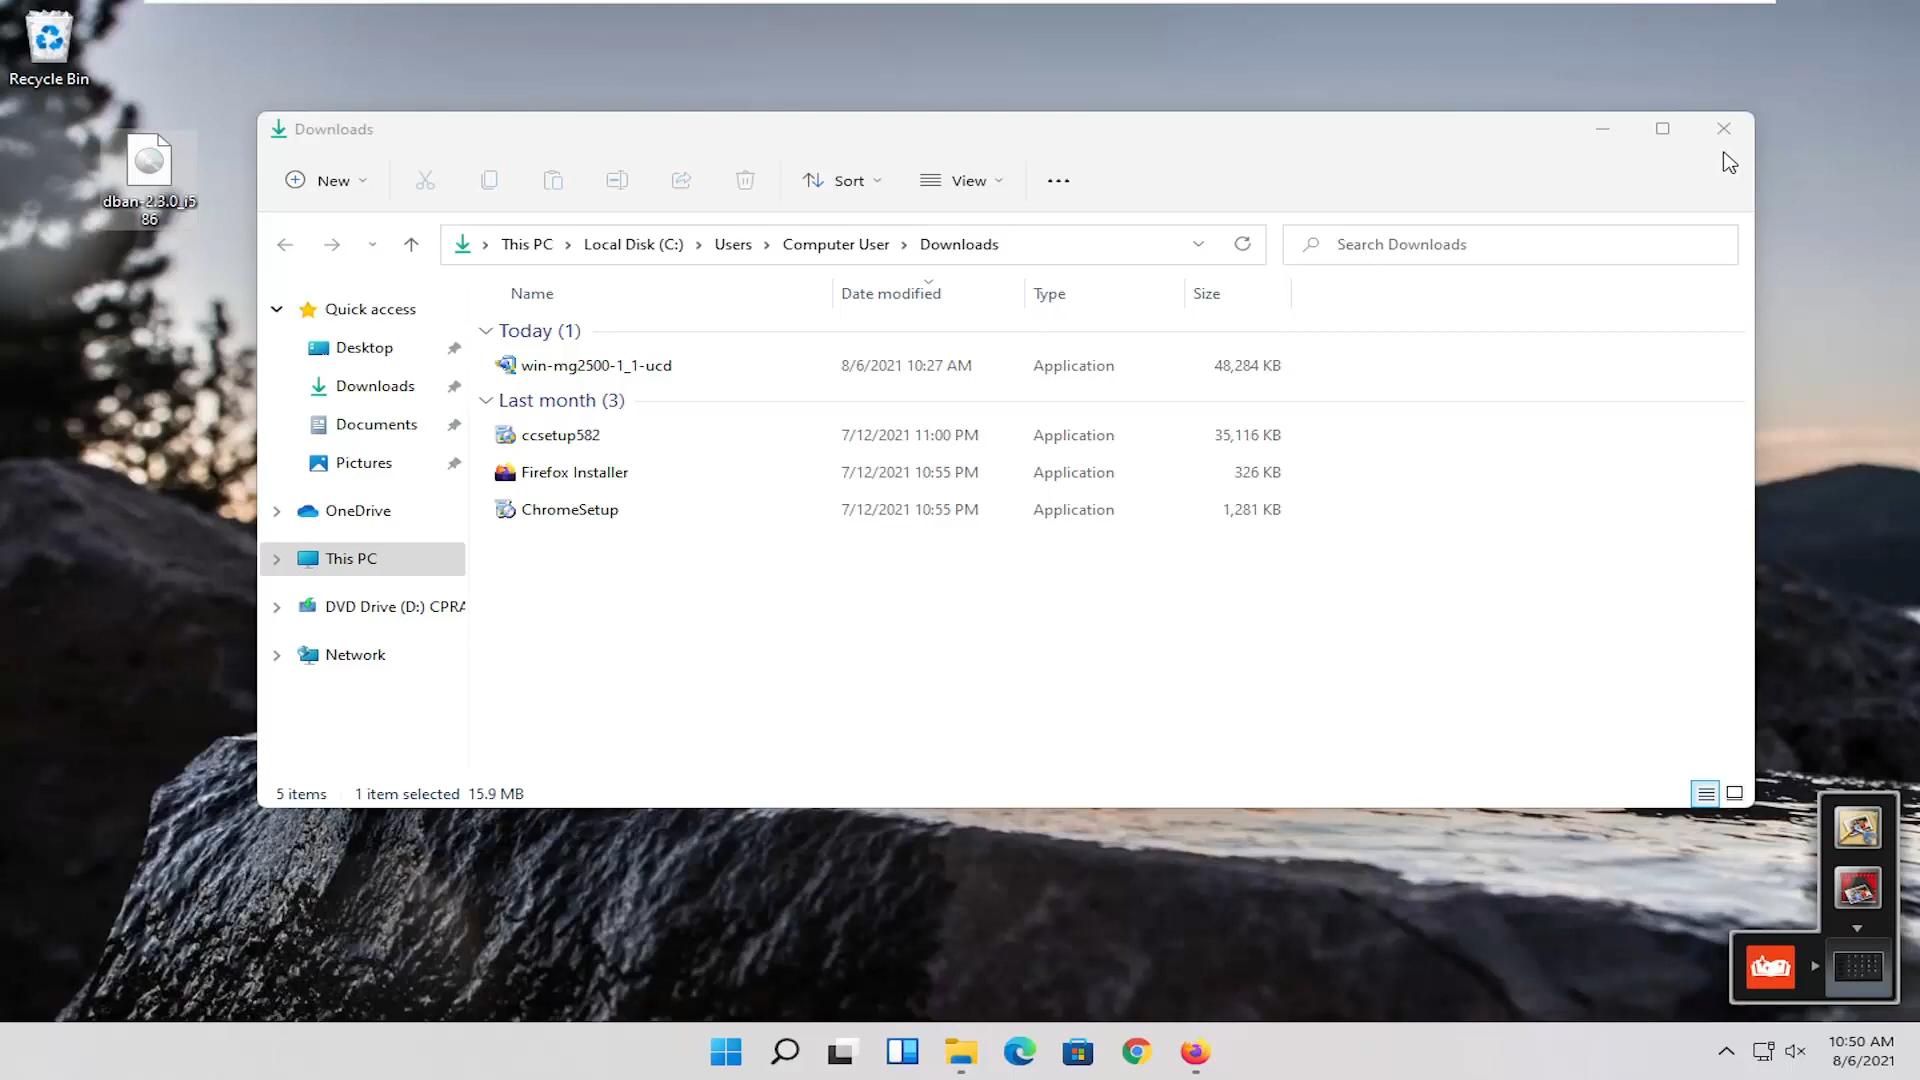 Recycle Bin
dban-2.3.0_i5
86
Downloads
New
Sort
View
This PC
Local Disk (C:)
Users
Computer User
Downloads
Search Downloads
Name
Date modified
Type
Size
Quick access
Desktop
Downloads
Documents
Pictures
OneDrive
This PC
DVD Drive (D:) CPRA
Network
Today (1)
win-mg2500-1_1-ucd 8/6/2021 10:27 AM Application 48,284 KB
Last month (3)
ccsetup582 7/12/2021 11:00 PM Application 35,116 KB
Firefox Installer 7/12/2021 10:55 PM Application 326 KB
ChromeSetup 7/12/2021 10:55 PM Application 1,281 KB
5 items 1 item selected 15.9 MB
10:50 AM
8/6/2021